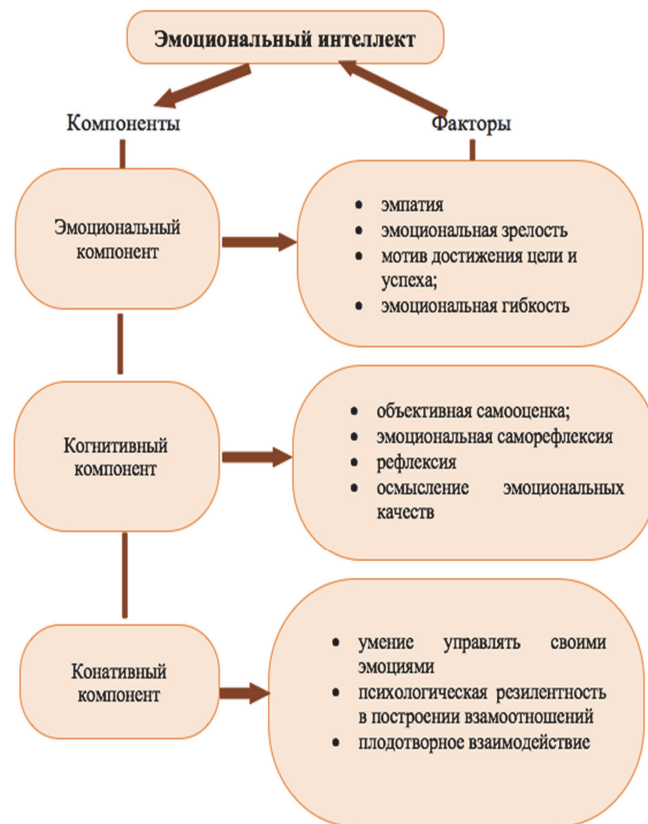 Эмоциональный интеллект
Компоненты
Факторы
Эмоциональный
компонент
• эмпатия
• эмоциональная зрелость
• мотив достижения цели и
успеха;
• эмоциональная гибкость
Когнитивный
компонент
• объективная самооценка;
• эмоциональная саморефлексия
• рефлексия
• осмысление эмоциональных
качеств
Конативный
компонент
• умение управлять своими
эмоциями
• психологическая резилентность
в построении взамоотношений
• плодотворное взаимодействие